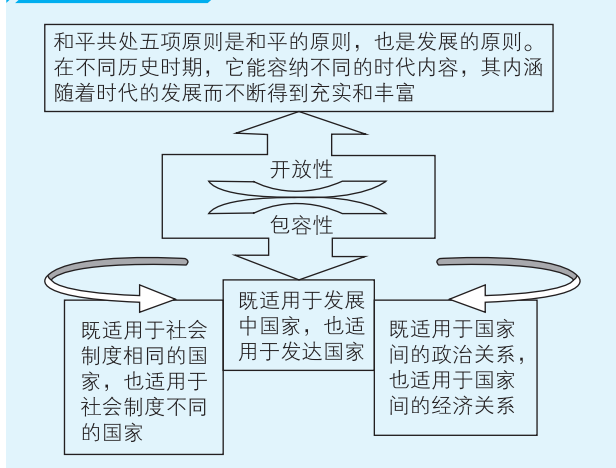 和平共处五项原则是和平的原则，也是发展的原则。
在不同历史时期，它能容纳不同的时代内容，其内涵
随着时代的发展而不断得到充实和丰富
开放性
包容性
既适用于社会
制度相同的国
家，也适用于
社会制度不同
的国家
既适用于发展
中国家，也适
用于发达国家
既适用于国家
间的政治关系，
也适用于国家
间的经济关系